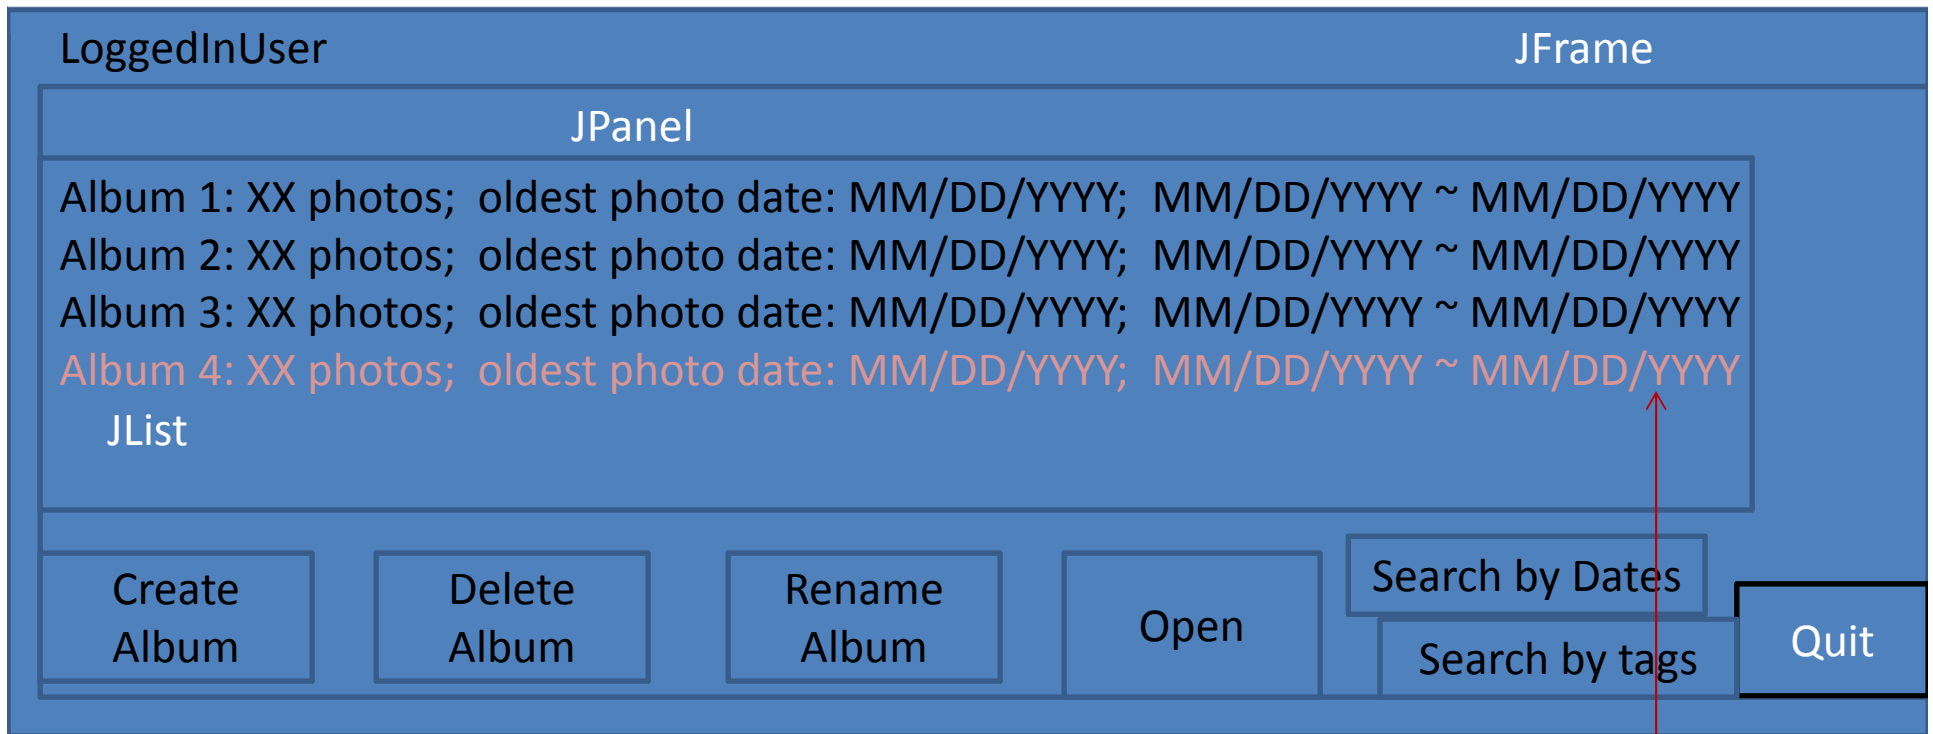 LoggedInUser
JFrame
JPanel
Album 1: XX photos;  oldest photo date: MM/DD/YYYY;  MM/DD/YYYY ~ MM/DD/YYYY
Album 2: XX photos;  oldest photo date: MM/DD/YYYY;  MM/DD/YYYY ~ MM/DD/YYYY
Album 3: XX photos;  oldest photo date: MM/DD/YYYY;  MM/DD/YYYY ~ MM/DD/YYYY
Album 4: XX photos;  oldest photo date: MM/DD/YYYY;  MM/DD/YYYY ~ MM/DD/YYYY
JList
Create
Album
Delete
Album
Rename
Album
Open
Search by Dates
Search by tags
Quit